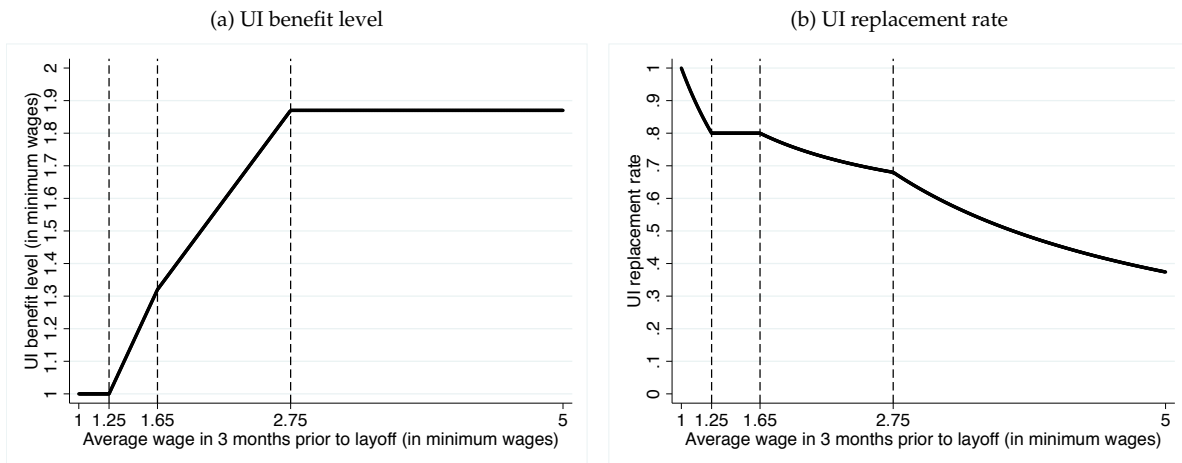 (a) UI benefit level
UI benefit level (in minimum wages)
2
1.9
1.8
1.7
1.6
1.5
1.4
1.3
1.2
1.1
1
1 1.25 1.65 2.75 5
Average wage in 3 months prior to layoff (in minimum wages)
(b) UI replacement rate
UI replacement rate
1
.9
.8
.7
.6
.5
.4
.3
.2
.1
0
1 1.25 1.65 2.75 5
Average wage in 3 months prior to layoff (in minimum wages)